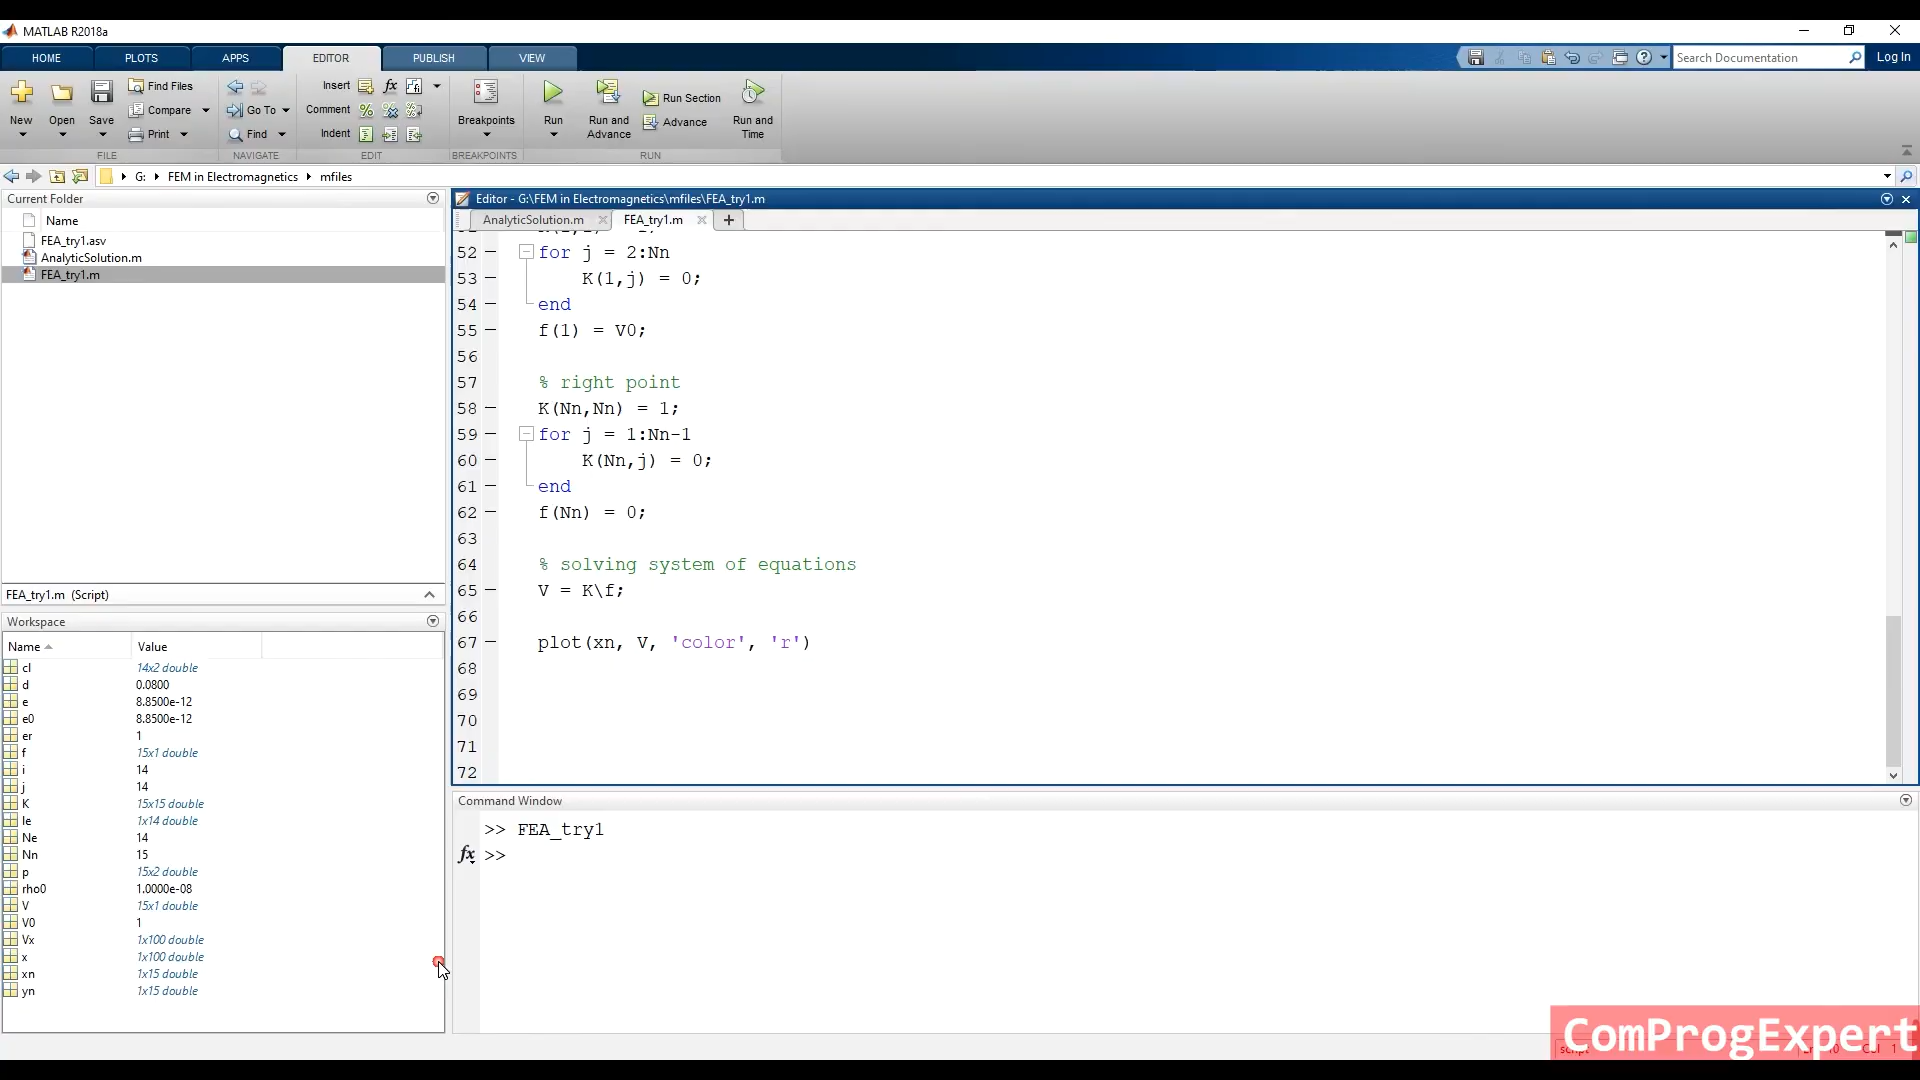 MATLAB R2018a
HOME PLOTS APPS EDITOR PUBLISH VIEW Search Documentation Log In
New Open Save Find Files Compare Print Go To Find Insert Comment Indent Breakpoints Run Run and Advance Run Section Advance Run and Time
FILE NAVIGATE EDIT BREAKPOINTS RUN
G: FEM in Electromagnetics mfiles
Current Folder
Name
FEA_try1.asv
AnalyticSolution.m
FEA_try1.m
FEA_try1.m (Script)
Workspace
Name Value
cl 14x2 double
d 0.0800
e 8.8500e-12
e0 8.8500e-12
er 1
f 15x1 double
i 14
j 14
K 15x15 double
le 1x14 double
Ne 14
Nn 15
p 15x2 double
rho0 1.0000e-08
V 15x1 double
V0 1
Vx 1x100 double
x 1x100 double
xn 1x15 double
yn 1x15 double
Editor - G:\FEM in Electromagnetics\mfiles\FEA_try1.m
AnalyticSolution.m FEA_try1.m
52 for j = 2:Nn
53 K(1,j) = 0;
54 end
55 f(1) = V0;
56
57 % right point
58 K(Nn,Nn) = 1;
59 for j = 1:Nn-1
60 K(Nn,j) = 0;
61 end
62 f(Nn) = 0;
63
64 % solving system of equations
65 V = K\f;
66
67 plot(xn, V, 'color', 'r')
68
69
70
71
72
Command Window
>> FEA_try1
fx >>
ComProgExpert
script